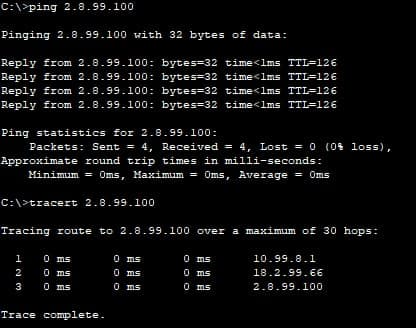 C:\>ping 2.8.99.100
Pinging 2.8.99.100 with 32 bytes of data:
Reply from 2.8.99.100: bytes=32 time<1ms TTL=126
Reply from 2.8.99.100: bytes=32 time<1ms TTL=126
Reply from 2.8.99.100: bytes=32 time<1ms TTL=126
Reply from 2.8.99.100: bytes=32 time<1ms TTL=126
Ping statistics for 2.8.99.100:
Packets: Sent = 4, Received = 4, Lost = 0 (0% loss),
Approximate round trip times in milli-seconds:
Minimum = 0ms, Maximum = 0ms, Average = 0ms
C:\>tracert 2.8.99.100
Tracing route to 2.8.99.100 over a maximum of 30 hops:
1 0 ms 0 ms 0 ms 10.99.8.1
2 0 ms 0 ms 0 ms 18.2.99.66
3 0 ms 0 ms 0 ms 2.8.99.100
Trace complete.